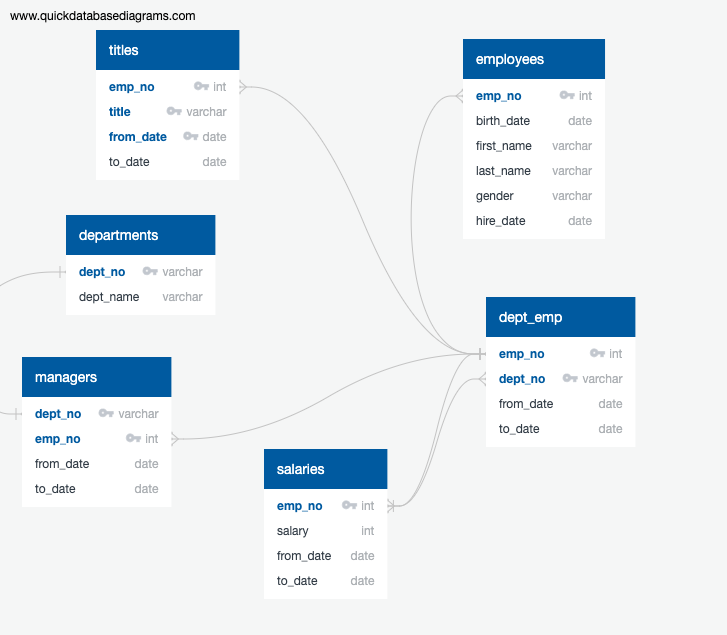 www.quickdatabasediagrams.com
titles
emp_no int
title varchar
from_date date
to_date date
employees
emp_no int
birth_date date
first_name varchar
last_name varchar
gender varchar
hire_date date
departments
dept_no varchar
dept_name varchar
dept_emp
emp_no int
dept_no varchar
from_date date
to_date date
managers
dept_no varchar
emp_no int
from_date date
to_date date
salaries
emp_no int
salary int
from_date date
to_date date